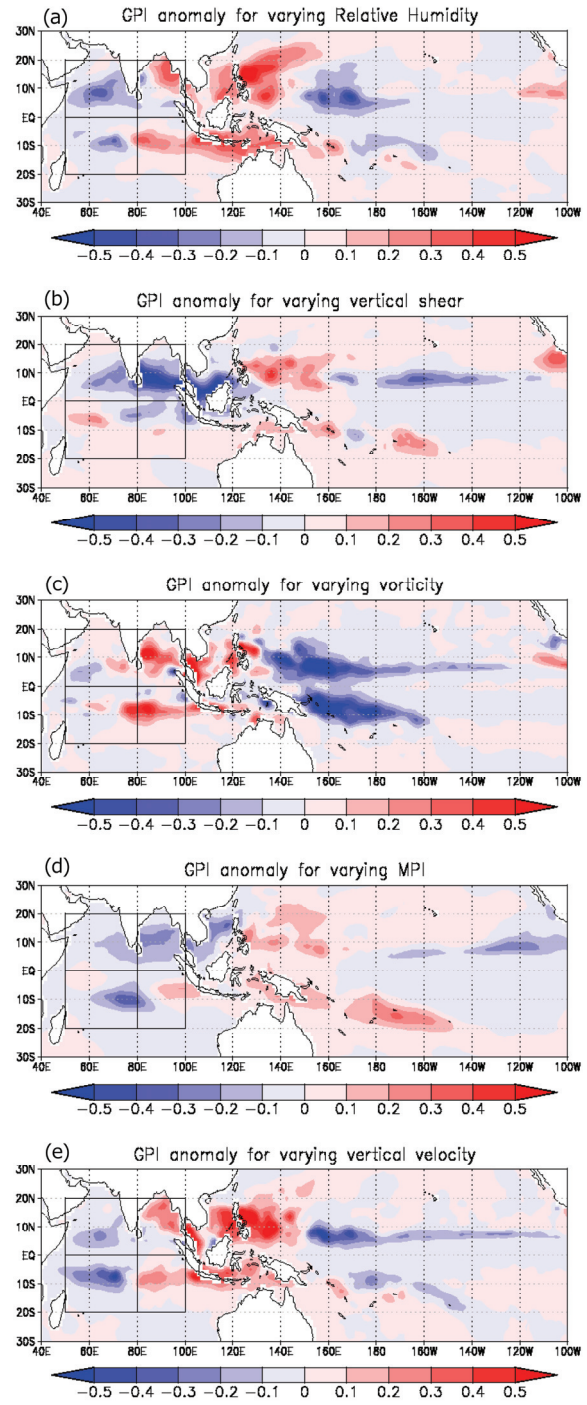 (a) GPI anomaly for varying Relative Humidity
30N
20N
10N
EQ
10S
20S
30S
40E 60E 80E 100E 120E 140E 160E 180 160W 140W 120W 100W
−0.5 −0.4 −0.3 −0.2 −0.1 0 0.1 0.2 0.3 0.4 0.5
(b) GPI anomaly for varying vertical shear
30N
20N
10N
EQ
10S
20S
30S
40E 60E 80E 100E 120E 140E 160E 180 160W 140W 120W 100W
−0.5 −0.4 −0.3 −0.2 −0.1 0 0.1 0.2 0.3 0.4 0.5
(c) GPI anomaly for varying vorticity
30N
20N
10N
EQ
10S
20S
30S
40E 60E 80E 100E 120E 140E 160E 180 160W 140W 120W 100W
−0.5 −0.4 −0.3 −0.2 −0.1 0 0.1 0.2 0.3 0.4 0.5
(d) GPI anomaly for varying MPI
30N
20N
10N
EQ
10S
20S
30S
40E 60E 80E 100E 120E 140E 160E 180 160W 140W 120W 100W
−0.5 −0.4 −0.3 −0.2 −0.1 0 0.1 0.2 0.3 0.4 0.5
(e) GPI anomaly for varying vertical velocity
30N
20N
10N
EQ
10S
20S
30S
40E 60E 80E 100E 120E 140E 160E 180 160W 140W 120W 100W
−0.5 −0.4 −0.3 −0.2 −0.1 0 0.1 0.2 0.3 0.4 0.5